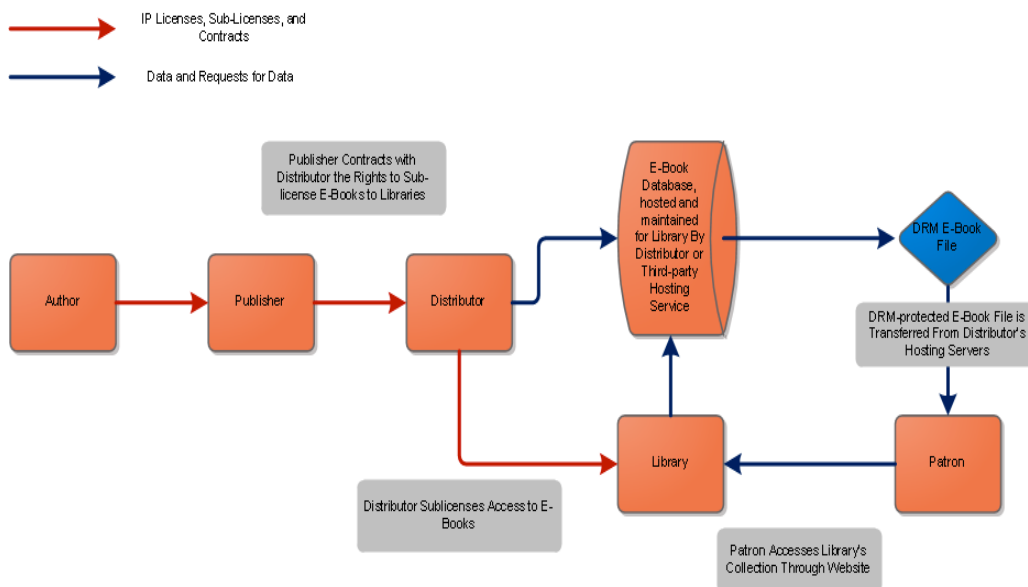 IP Licenses, Sub-Licenses, and
Contracts
Data and Requests for Data
Publisher Contracts with
Distributor the Rights to Sub-
license E-Books to Libraries
E-Book
Database,
hosted and
maintained
for Library By
Distributor or
Third-party
Hosting
Service
DRM E-Book
File
Author
Publisher
Distributor
DRM-protected E-Book File is
Transferred From Distributor's
Hosting Servers
Library
Patron
Distributor Sublicenses Access to E-
Books
Patron Accesses Library's
Collection Through Website